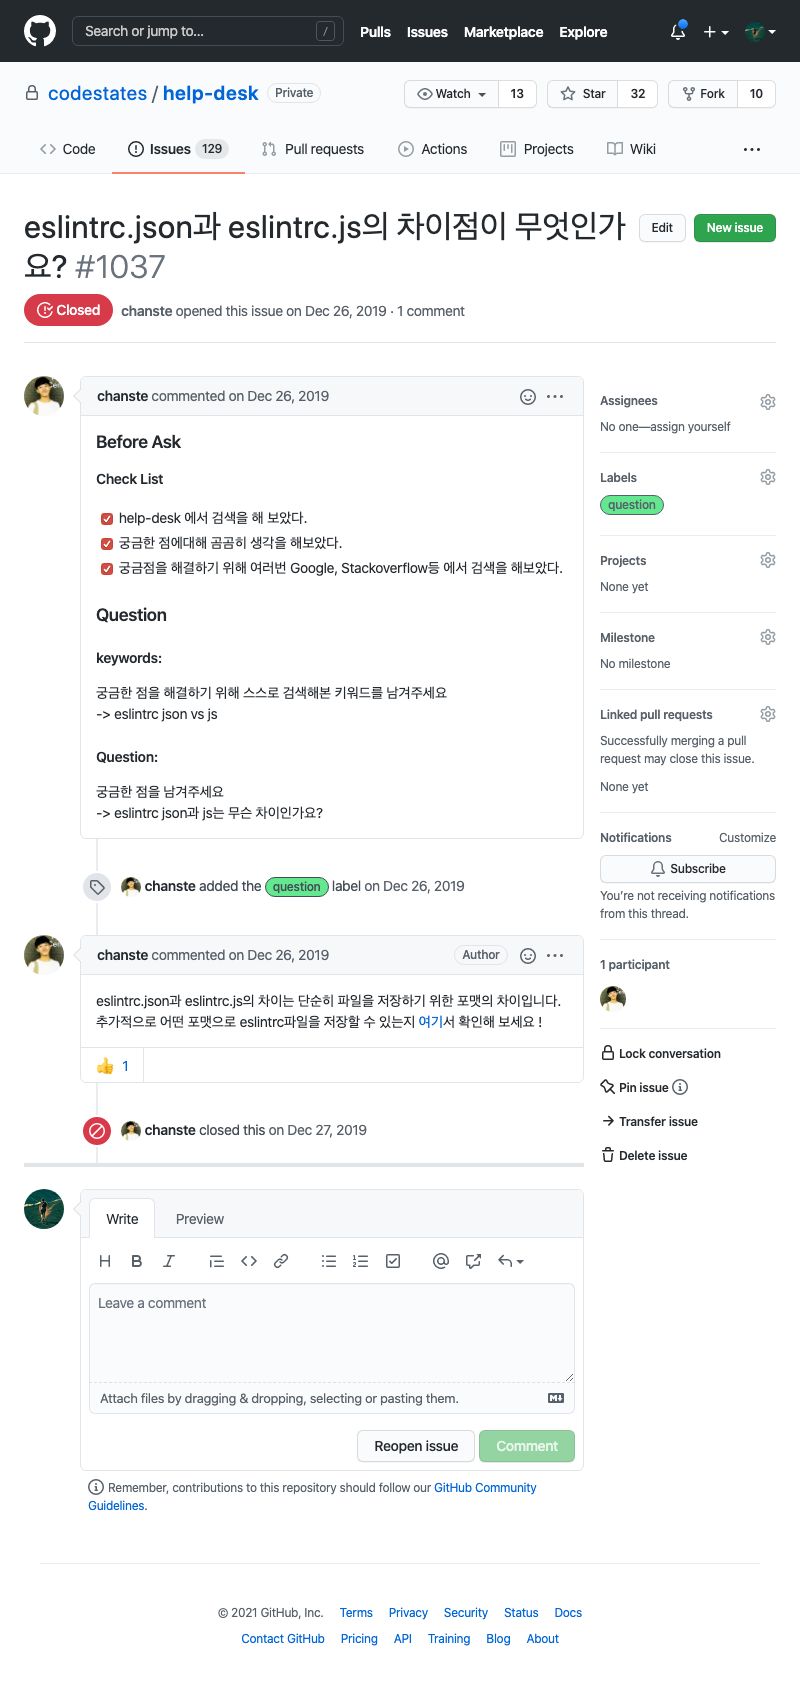 Search or jump to... /
Pulls Issues Marketplace Explore
codestates / help-desk Private
Watch 13 Star 32 Fork 10
Code Issues 129 Pull requests Actions Projects Wiki
eslintrc.json과 eslintrc.js의 차이점이 무엇인가
요? #1037
Edit New issue
Closed chanste opened this issue on Dec 26, 2019 · 1 comment
chanste commented on Dec 26, 2019
Before Ask
Check List
help-desk 에서 검색을 해 보았다.
궁금한 점에대해 곰곰히 생각을 해보았다.
궁금점을 해결하기 위해 여러번 Google, Stackoverflow등 에서 검색을 해보았다.
Question
keywords:
궁금한 점을 해결하기 위해 스스로 검색해본 키워드를 남겨주세요
-> eslintrc json vs js
Question:
궁금한 점을 남겨주세요
-> eslintrc json과 js는 무슨 차이인가요?
chanste added the question label on Dec 26, 2019
chanste commented on Dec 26, 2019 Author
eslintrc.json과 eslintrc.js의 차이는 단순히 파일을 저장하기 위한 포맷의 차이입니다.
추가적으로 어떤 포맷으로 eslintrc파일을 저장할 수 있는지 여기서 확인해 보세요 !
👍 1
chanste closed this on Dec 27, 2019
Assignees
No one—assign yourself
Labels
question
Projects
None yet
Milestone
No milestone
Linked pull requests
Successfully merging a pull
request may close this issue.
None yet
Notifications Customize
Subscribe
You're not receiving notifications
from this thread.
1 participant
Lock conversation
Pin issue
Transfer issue
Delete issue
Write Preview
Leave a comment
Attach files by dragging & dropping, selecting or pasting them.
Reopen issue Comment
Remember, contributions to this repository should follow our GitHub Community
Guidelines.
© 2021 GitHub, Inc. Terms Privacy Security Status Docs
Contact GitHub Pricing API Training Blog About